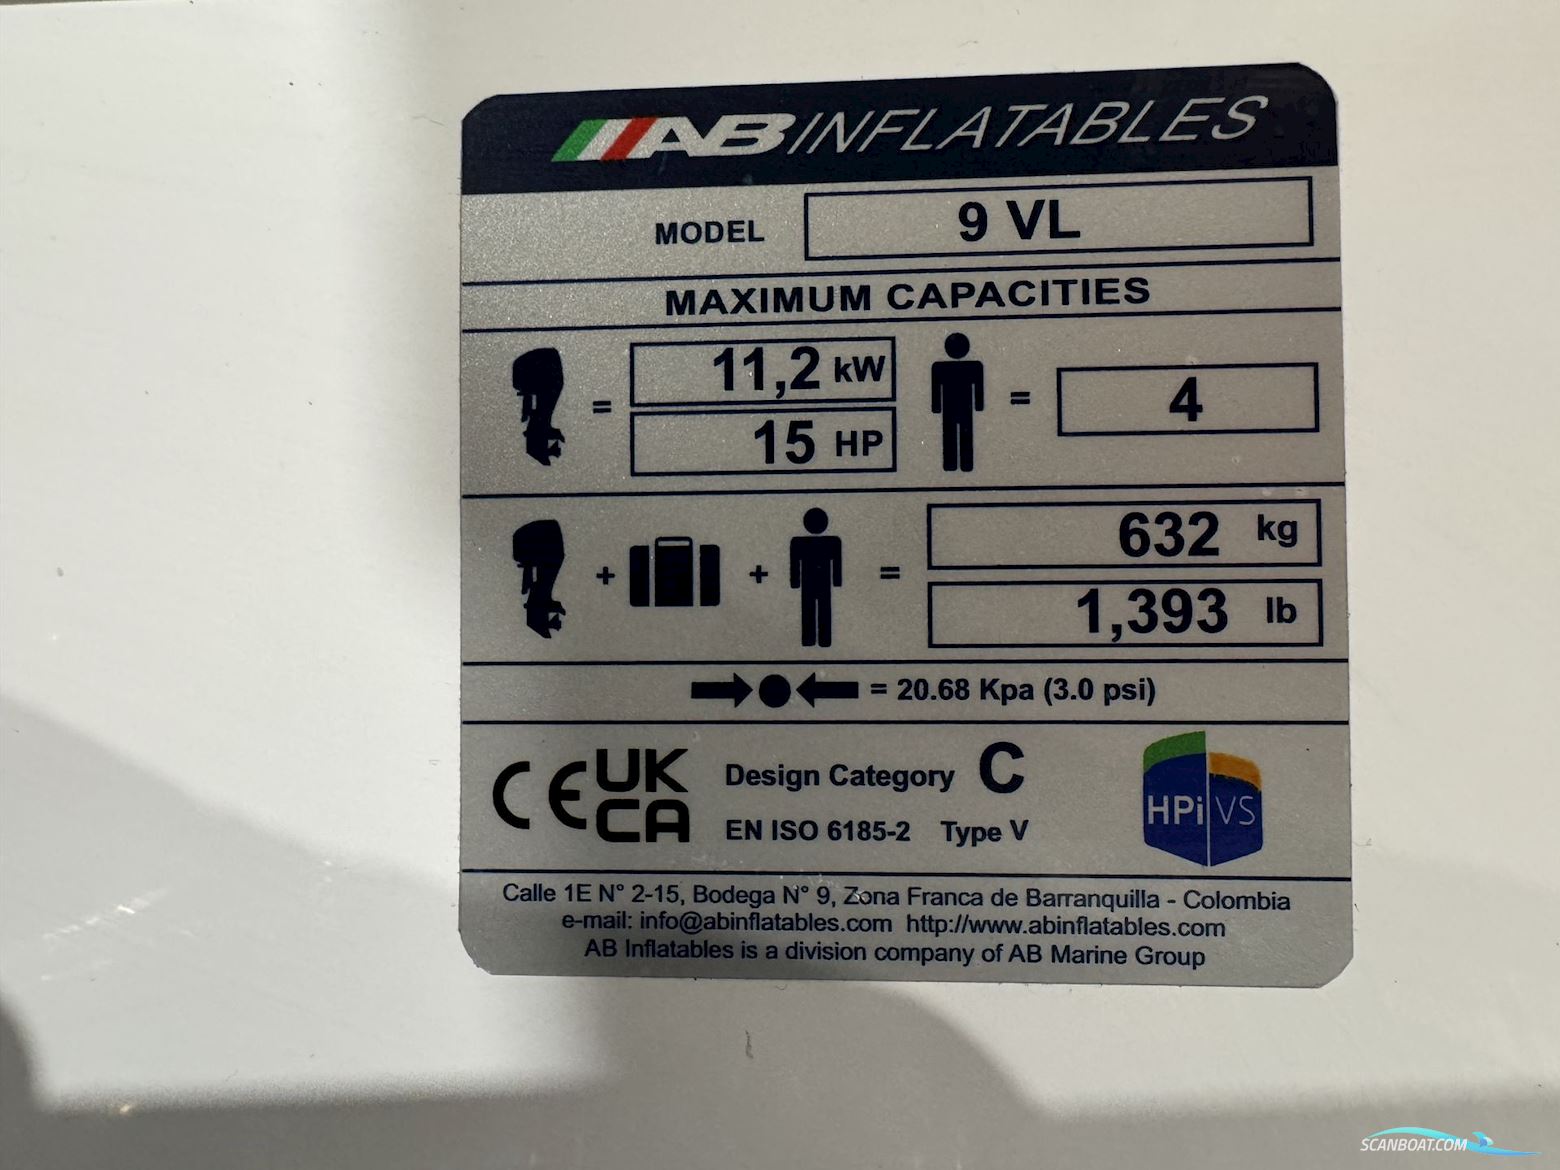 AB INFLATABLES
MODEL 9 VL
MAXIMUM CAPACITIES
= 11,2 kW
15 HP
= 4
+ + = 632 kg
1,393 lb
= 20.68 Kpa (3.0 psi)
CE UK
CA
Design Category C
EN ISO 6185-2 Type V
HPi VS
Calle 1E N° 2-15, Bodega N° 9, Zona Franca de Barranquilla - Colombia
e-mail: info@abinflatables.com http://www.abinflatables.com
AB Inflatables is a division company of AB Marine Group
SCANBOAT.COM